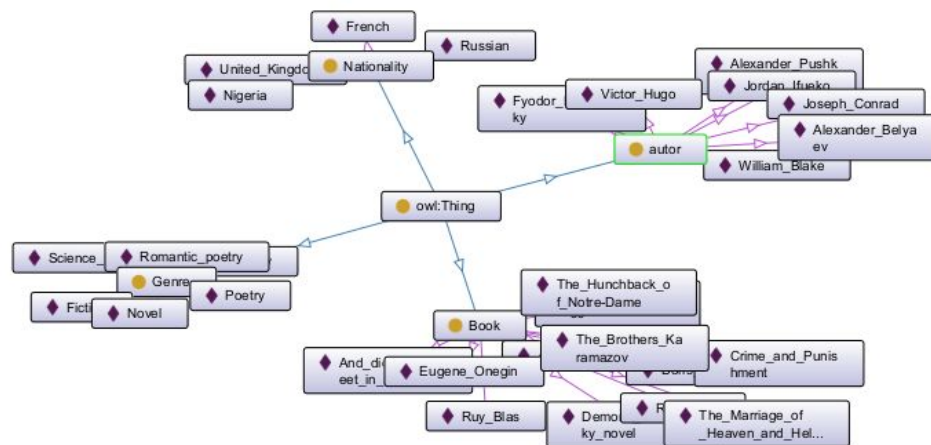 French
Russian
United_Kingdo
Nationality
Nigeria
Alexander_Pushk
Jordan_Ifueko
Victor_Hugo
Fyodor_
ky
Joseph_Conrad
Alexander_Belya
ev
autor
William_Blake
owl:Thing
Science_
Romantic_poetry
Genre
Poetry
Ficti
Novel
The_Hunchback_o
f_Notre-Dame
Book
The_Brothers_Ka
ramazov
And_di
eet_in_
Eugene_Onegin
Crime_and_Punis
hment
Ruy_Blas
Demo
ky_novel
R
The_Marriage_of
_Heaven_and_Hel...